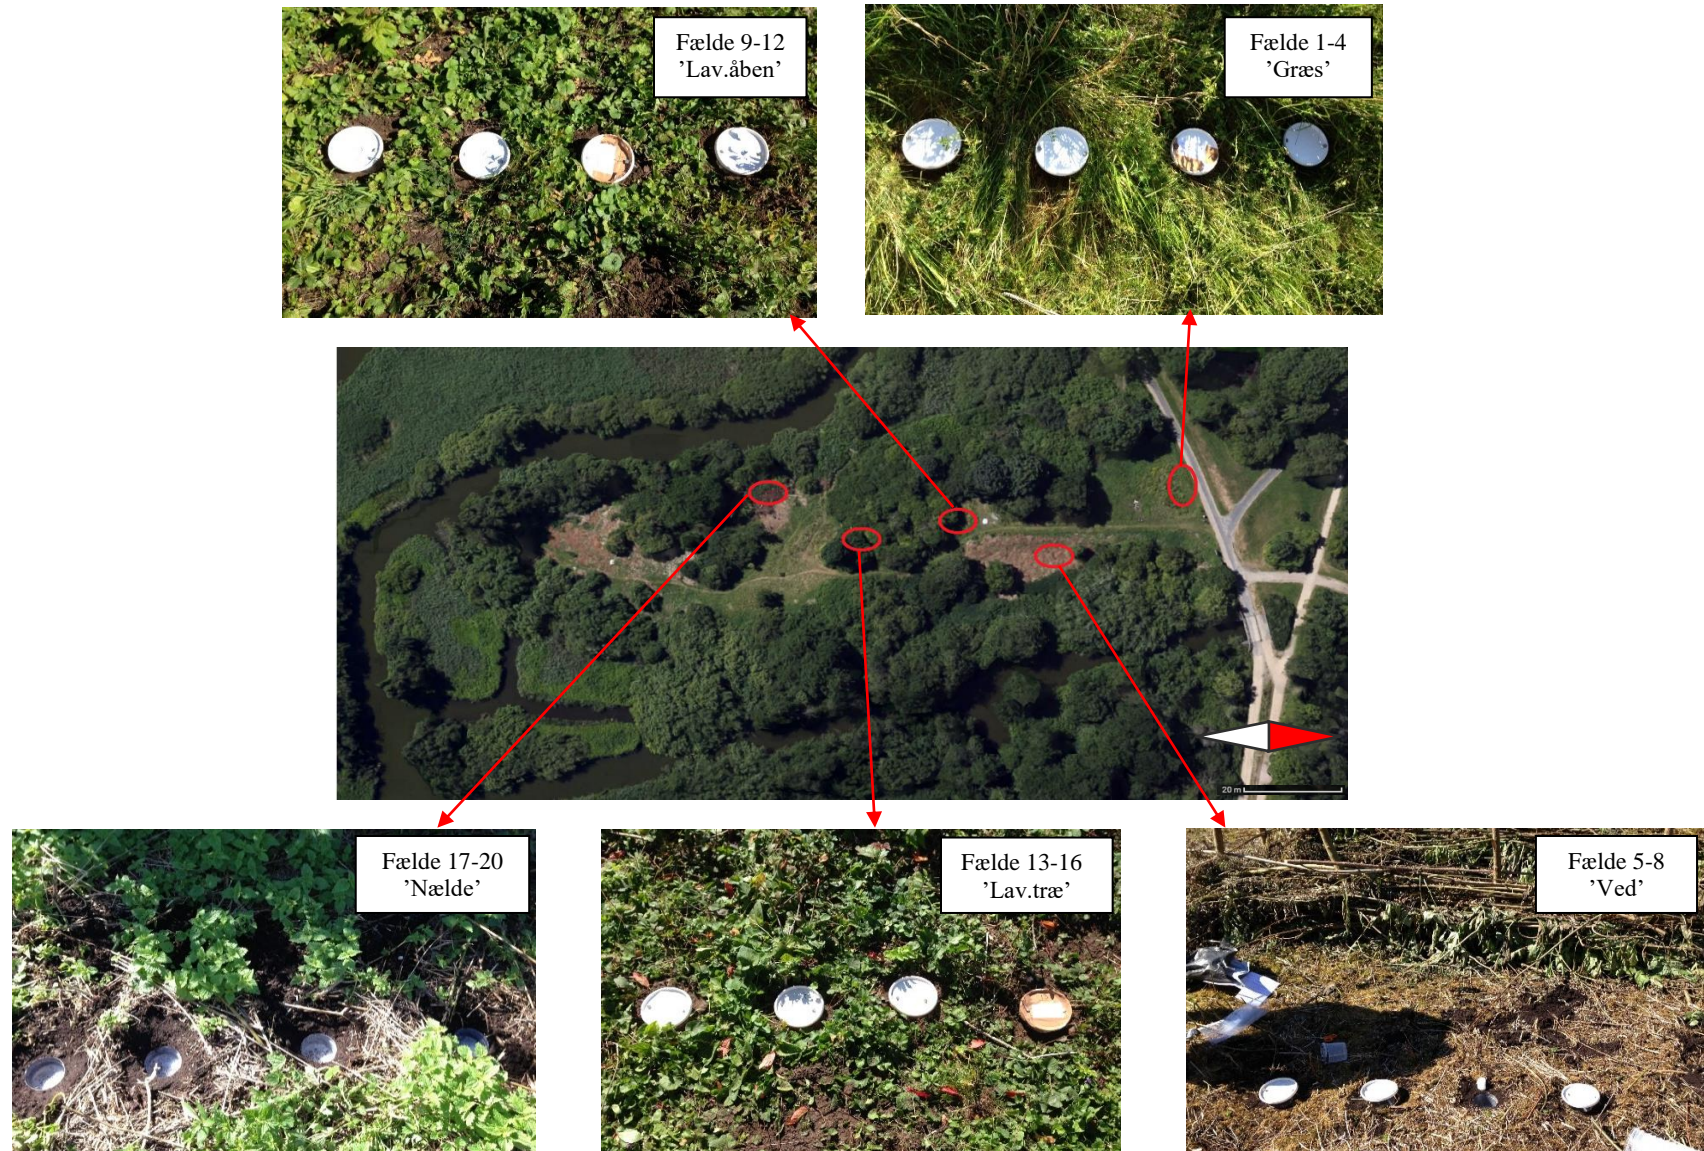 Fælde 9-12
’Lav.åben’
Fælde 1-4
’Græs’
20 m
Fælde 17-20
’Nælde’
Fælde 13-16
’Lav.træ’
Fælde 5-8
’Ved’